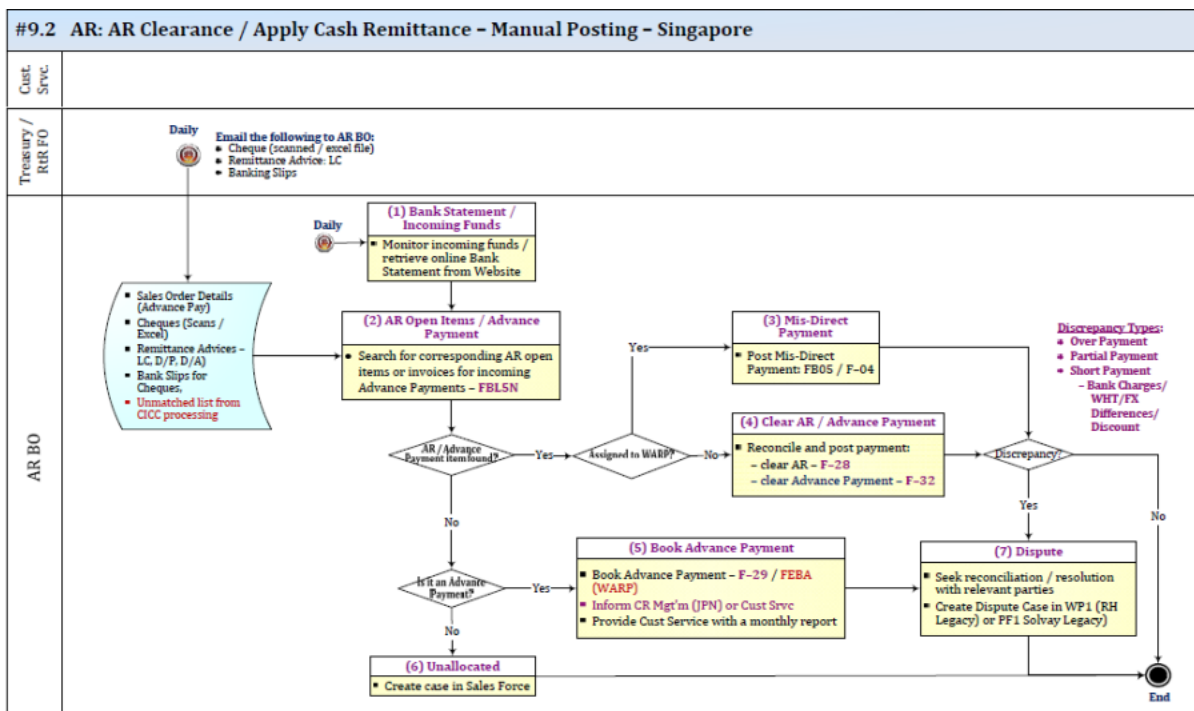 #9.2 AR: AR Clearance / Apply Cash Remittance – Manual Posting – Singapore
Cust.
Srvc.
Treasury /
RtR FO
Daily
Email the following to AR BO:
Cheque (scanned / excel file)
Remittance Advice: LC
Banking Slips
AR BO
Daily
(1) Bank Statement /
Incoming Funds
Monitor incoming funds /
retrieve online Bank
Statement from Website
Sales Order Details
(Advance Pay)
Cheques (Scans /
Excel)
Remittance Advices –
LC, D/P, D/A)
Bank Slips for
Cheques,
Unmatched list from
CICC processing
(2) AR Open Items / Advance
Payment
Search for corresponding AR open
items or invoices for incoming
Advance Payments – FBL5N
AR / Advance
Payment item found?
Yes
Assigned to WARP?
Yes
(3) Mis-Direct
Payment
Post Mis-Direct
Payment: FB05 / F-04
No
(4) Clear AR / Advance Payment
Reconcile and post payment:
– clear AR – F-28
– clear Advance Payment – F-32
Discrepancy Types:
Over Payment
Partial Payment
Short Payment
– Bank Charges/
WHT/FX
Differences/
Discount
Discrepancy?
Yes
No
No
Is it an Advance
Payment?
Yes
(5) Book Advance Payment
Book Advance Payment – F-29 / FEBA
(WARP)
Inform CR Mgt'm (JPN) or Cust Srvc
Provide Cust Service with a monthly report
(7) Dispute
Seek reconciliation / resolution
with relevant parties
Create Dispute Case in WP1 (RH
Legacy) or PF1 Solvay Legacy)
No
(6) Unallocated
Create case in Sales Force
End